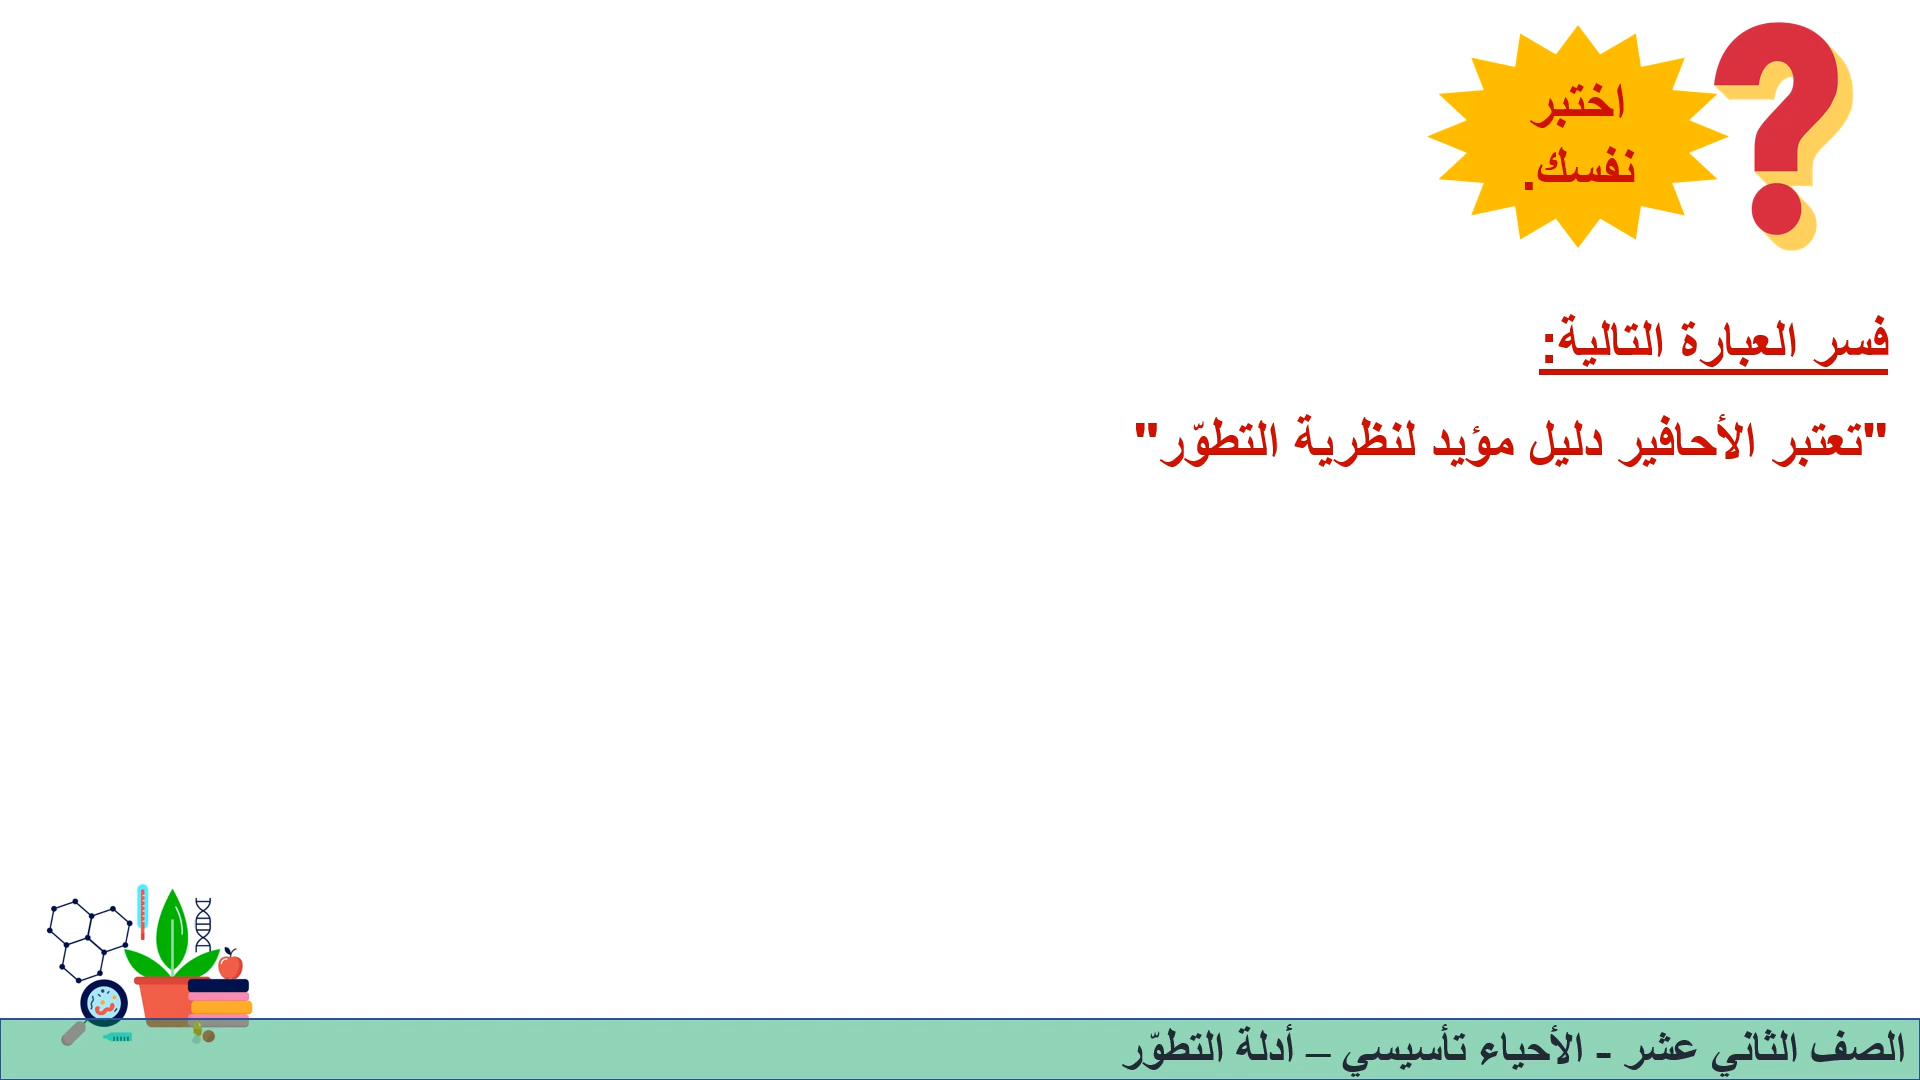 اختبر
نفسك.
فسر العبارة التالية:
"تعتبر الأحافير دليل مؤيد لنظرية التطوّر"
الصف الثاني عشر - الأحياء تأسيسي – أدلة التطوّر